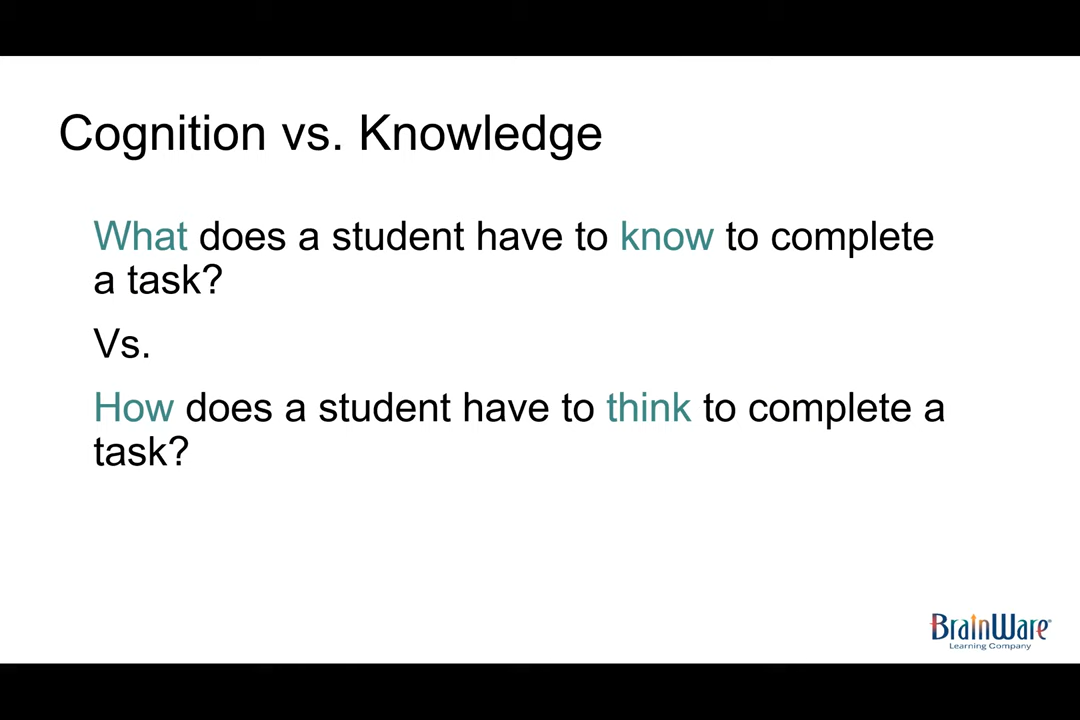 Cognition vs. Knowledge
What does a student have to know to complete
a task?
Vs.
How does a student have to think to complete a
task?
BrainWare®
Learning Company